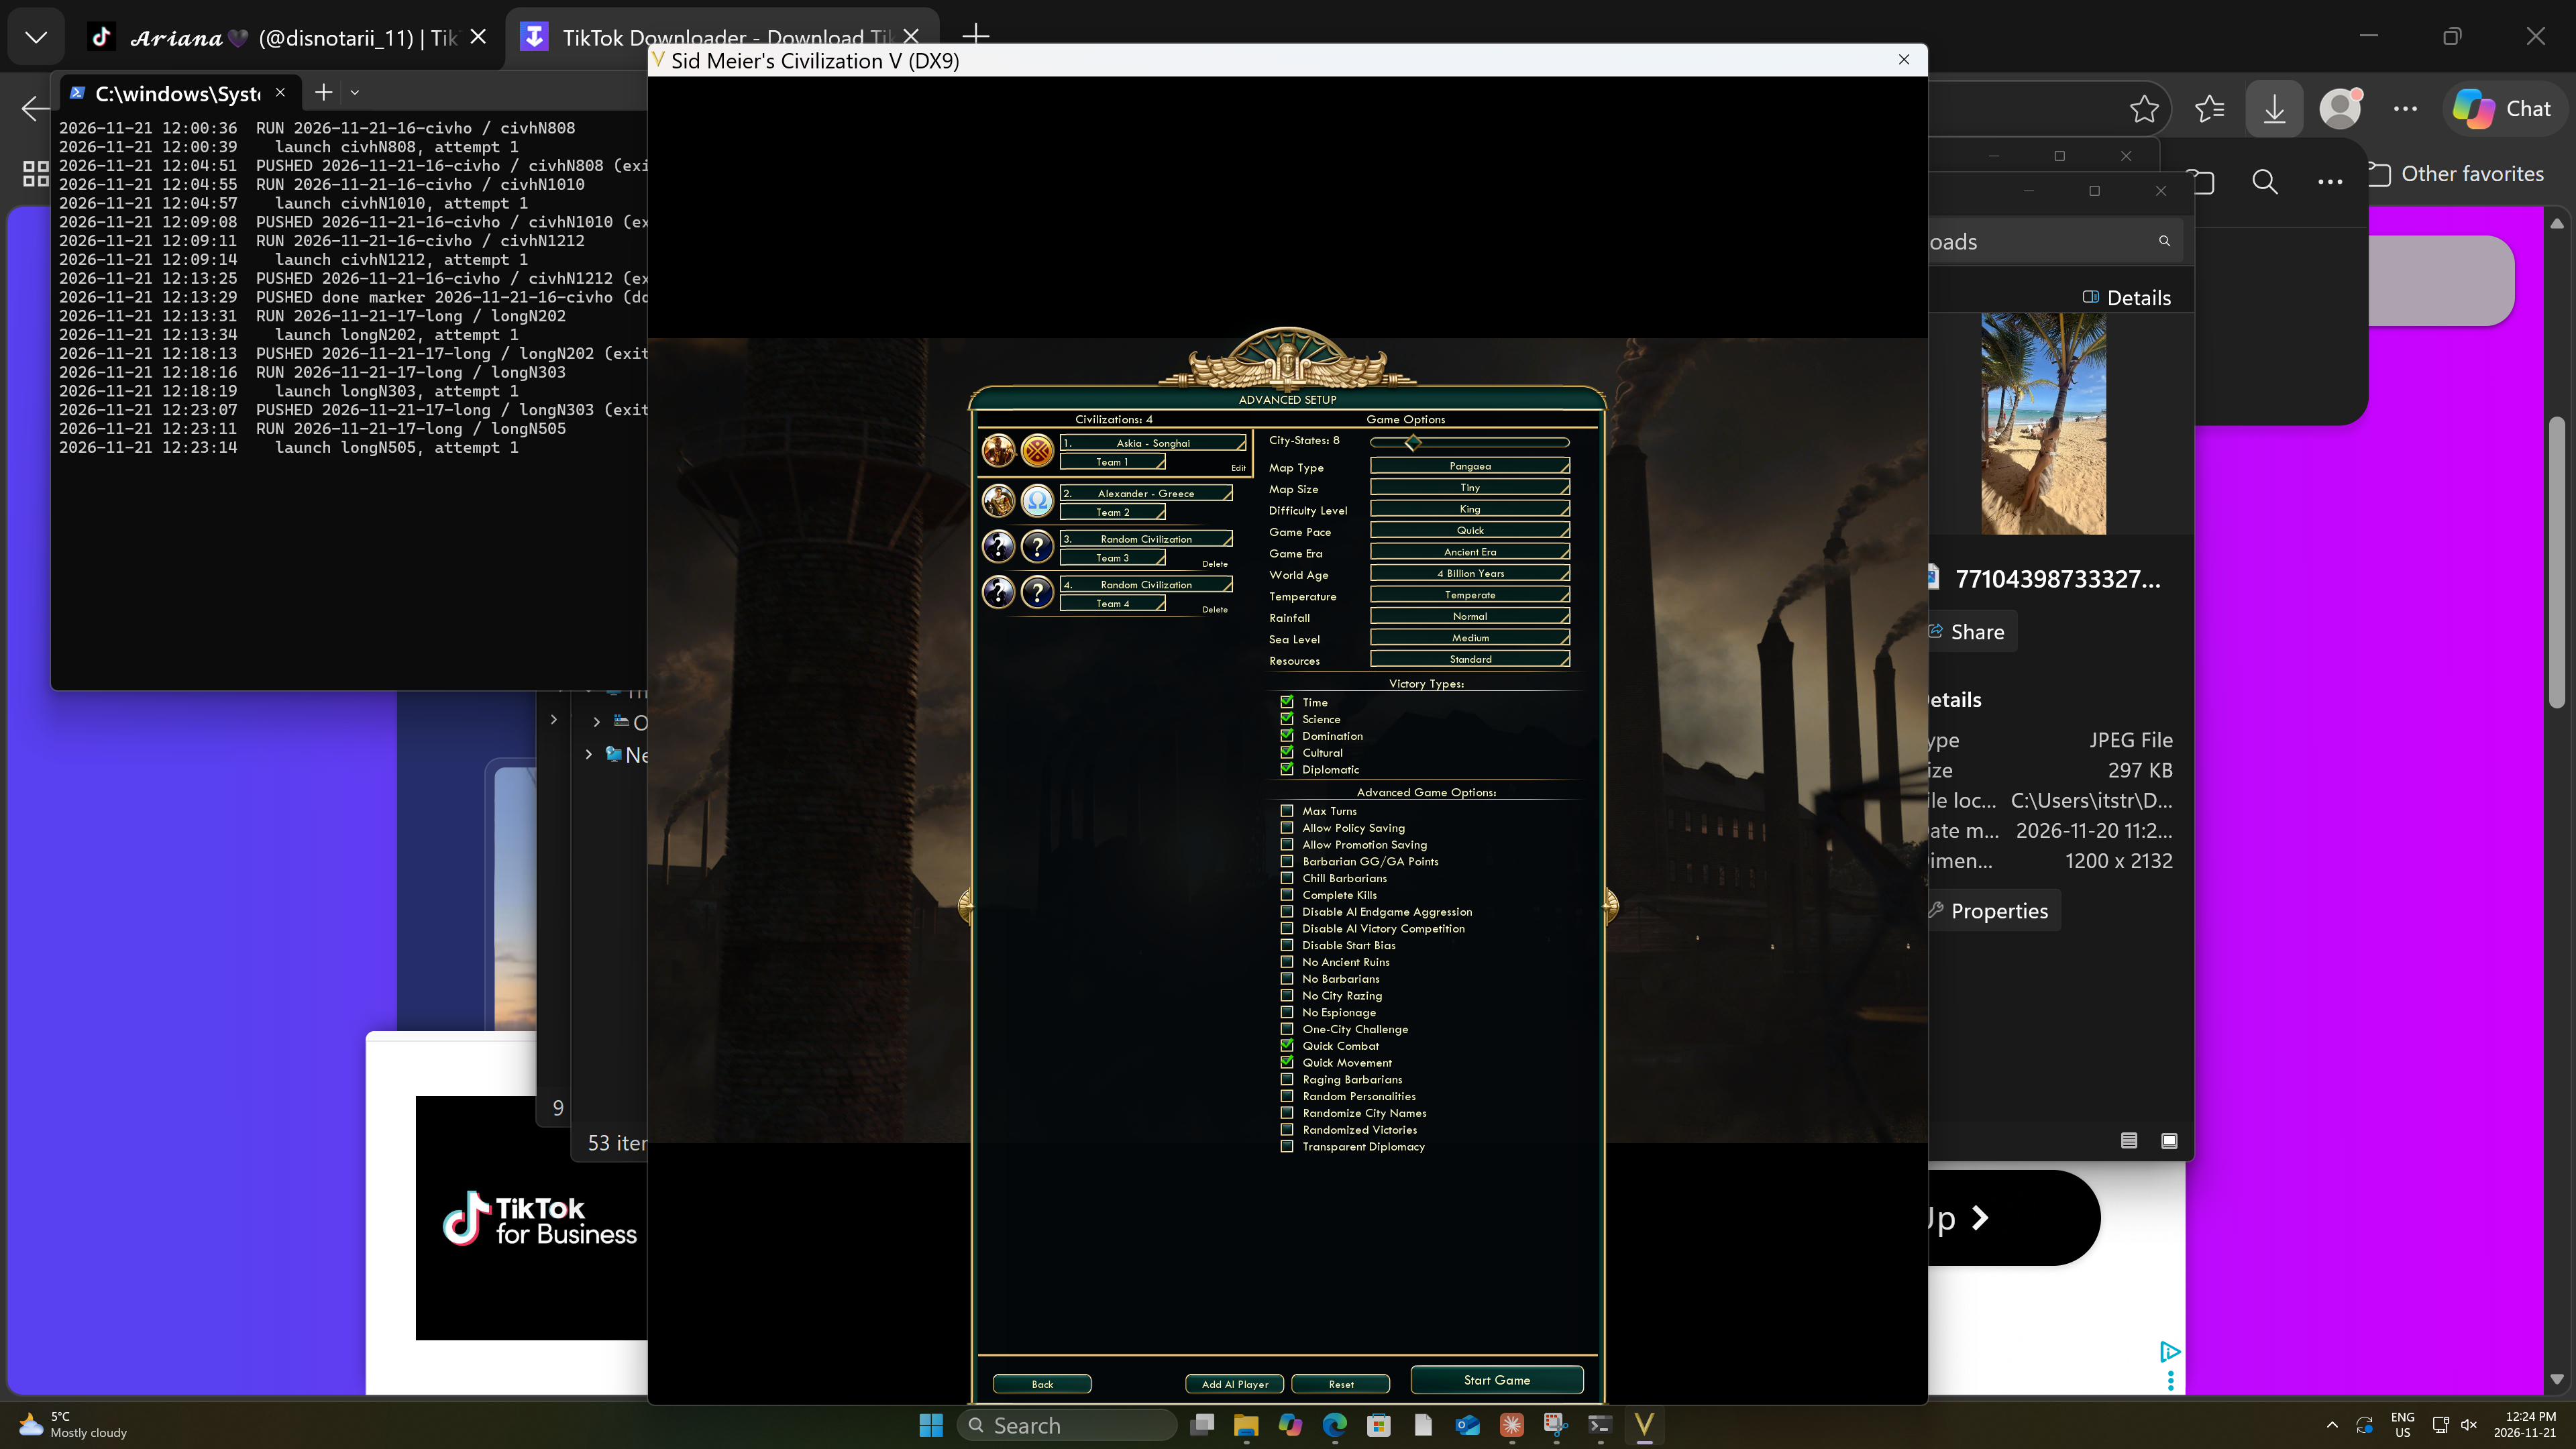 𝓐𝓻𝓲𝓪𝓷𝓪🖤 (@disnotarii_11) | Tik
TikTok Downloader - Download Tik
Chat
Other favorites
C:\windows\Syst
2026-11-21 12:00:36 RUN 2026-11-21-16-civho / civhN808
2026-11-21 12:00:39 launch civhN808, attempt 1
2026-11-21 12:04:51 PUSHED 2026-11-21-16-civho / civhN808 (exi
2026-11-21 12:04:55 RUN 2026-11-21-16-civho / civhN1010
2026-11-21 12:04:57 launch civhN1010, attempt 1
2026-11-21 12:09:08 PUSHED 2026-11-21-16-civho / civhN1010 (ex
2026-11-21 12:09:11 RUN 2026-11-21-16-civho / civhN1212
2026-11-21 12:09:14 launch civhN1212, attempt 1
2026-11-21 12:13:25 PUSHED 2026-11-21-16-civho / civhN1212 (ex
2026-11-21 12:13:29 PUSHED done marker 2026-11-21-16-civho (do
2026-11-21 12:13:31 RUN 2026-11-21-17-long / longN202
2026-11-21 12:13:34 launch longN202, attempt 1
2026-11-21 12:18:13 PUSHED 2026-11-21-17-long / longN202 (exit
2026-11-21 12:18:16 RUN 2026-11-21-17-long / longN303
2026-11-21 12:18:19 launch longN303, attempt 1
2026-11-21 12:23:07 PUSHED 2026-11-21-17-long / longN303 (exit
2026-11-21 12:23:11 RUN 2026-11-21-17-long / longN505
2026-11-21 12:23:14 launch longN505, attempt 1
Sid Meier's Civilization V (DX9)
ADVANCED SETUP
Civilizations: 4
1. Askia - Songhai
Team 1
Edit
2. Alexander - Greece
Team 2
3. Random Civilization
Team 3
Delete
4. Random Civilization
Team 4
Delete
Game Options
City-States: 8
Map Type Pangaea
Map Size Tiny
Difficulty Level King
Game Pace Quick
Game Era Ancient Era
World Age 4 Billion Years
Temperature Temperate
Rainfall Normal
Sea Level Medium
Resources Standard
Victory Types:
Time
Science
Domination
Cultural
Diplomatic
Advanced Game Options:
Max Turns
Allow Policy Saving
Allow Promotion Saving
Barbarian GG/GA Points
Chill Barbarians
Complete Kills
Disable AI Endgame Aggression
Disable AI Victory Competition
Disable Start Bias
No Ancient Ruins
No Barbarians
No City Razing
No Espionage
One-City Challenge
Quick Combat
Quick Movement
Raging Barbarians
Random Personalities
Randomize City Names
Randomized Victories
Transparent Diplomacy
Back
Add AI Player
Reset
Start Game
oads
Details
77104398733327...
Share
etails
ype JPEG File
ize 297 KB
ile loc... C:\Users\itstr\D...
ate m... 2026-11-20 11:2...
imen... 1200 x 2132
Properties
O
Ne
9
53 iter
TikTok
for Business
Up
5°C
Mostly cloudy
Search
ENG
US
12:24 PM
2026-11-21